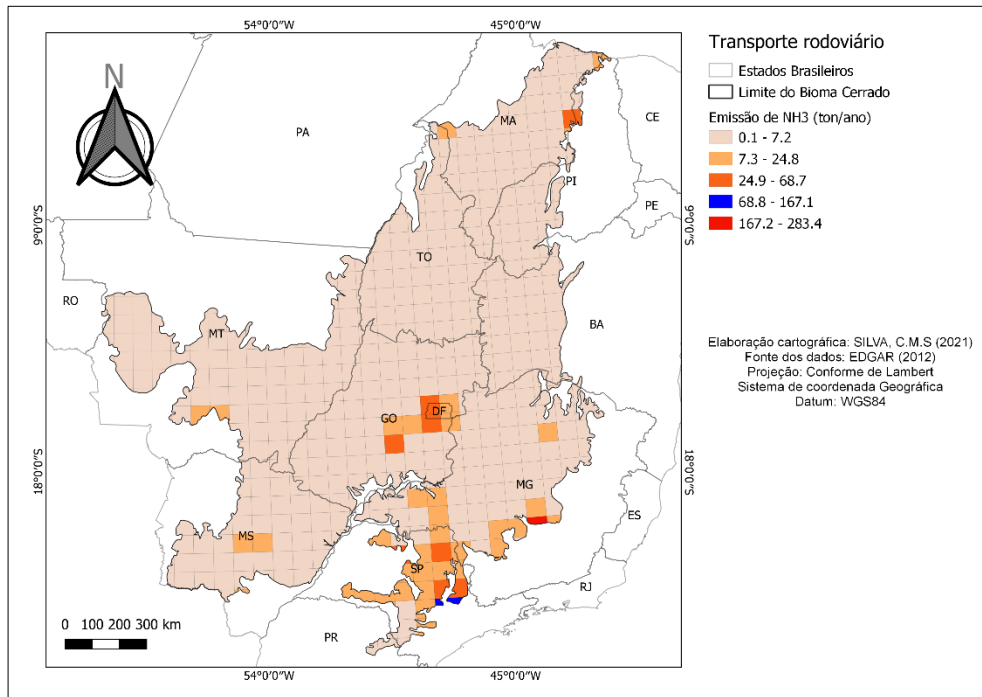 54°0'0"W
45°0'0"W
N
PA
MA
CE
PI
PE
9°0'0"S
9°0'0"S
TO
RO
MT
BA
GO
DF
18°0'0"S
18°0'0"S
MG
MS
ES
SP
RJ
PR
0 100 200 300 km
54°0'0"W
45°0'0"W
Transporte rodoviário
Estados Brasileiros
Limite do Bioma Cerrado
Emissão de NH3 (ton/ano)
0.1 - 7.2
7.3 - 24.8
24.9 - 68.7
68.8 - 167.1
167.2 - 283.4
Elaboração cartográfica: SILVA, C.M.S (2021)
Fonte dos dados: EDGAR (2012)
Projeção: Conforme de Lambert
Sistema de coordenada Geográfica
Datum: WGS84